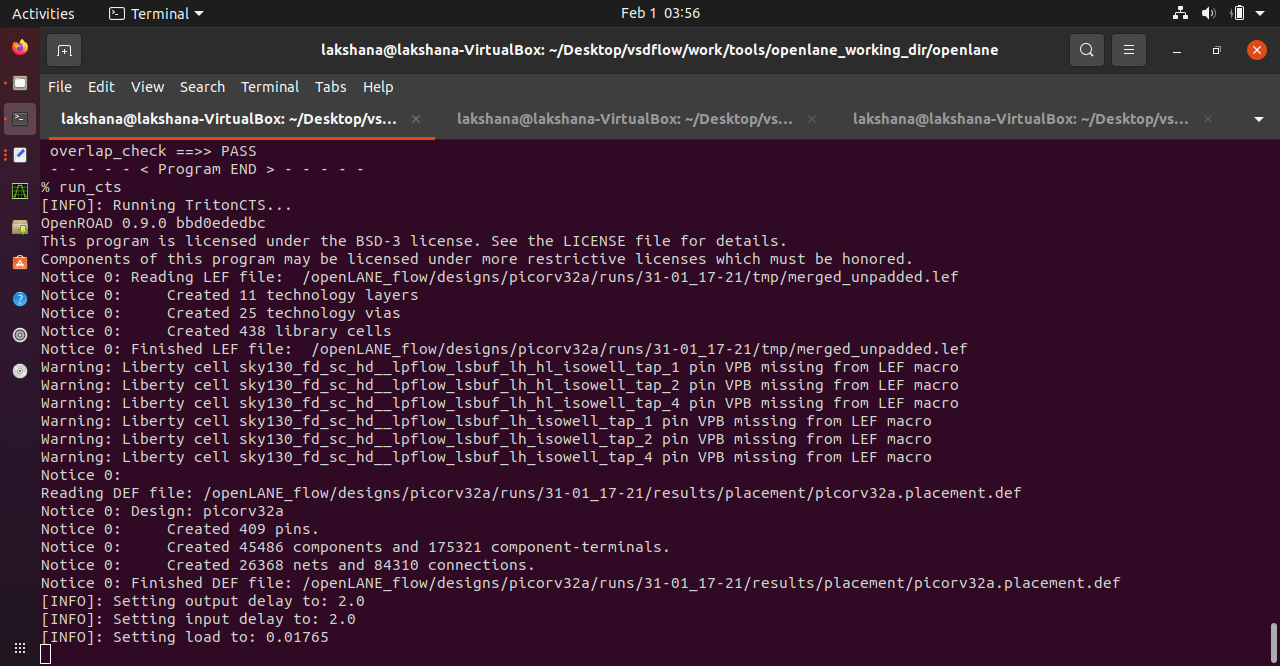 Activities Terminal Feb 1 03:56
lakshana@lakshana-VirtualBox: ~/Desktop/vsdflow/work/tools/openlane_working_dir/openlane
File Edit View Search Terminal Tabs Help
lakshana@lakshana-VirtualBox: ~/Desktop/vs... lakshana@lakshana-VirtualBox: ~/Desktop/vs... lakshana@lakshana-VirtualBox: ~/Desktop/vs...
overlap_check ==>> PASS
- - - - - < Program END > - - - - -
% run_cts
[INFO]: Running TritonCTS...
OpenROAD 0.9.0 bbd0ededbc
This program is licensed under the BSD-3 license. See the LICENSE file for details.
Components of this program may be licensed under more restrictive licenses which must be honored.
Notice 0: Reading LEF file:  /openLANE_flow/designs/picorv32a/runs/31-01_17-21/tmp/merged_unpadded.lef
Notice 0:     Created 11 technology layers
Notice 0:     Created 25 technology vias
Notice 0:     Created 438 library cells
Notice 0: Finished LEF file:  /openLANE_flow/designs/picorv32a/runs/31-01_17-21/tmp/merged_unpadded.lef
Warning: Liberty cell sky130_fd_sc_hd__lpflow_lsbuf_lh_hl_isowell_tap_1 pin VPB missing from LEF macro
Warning: Liberty cell sky130_fd_sc_hd__lpflow_lsbuf_lh_hl_isowell_tap_2 pin VPB missing from LEF macro
Warning: Liberty cell sky130_fd_sc_hd__lpflow_lsbuf_lh_hl_isowell_tap_4 pin VPB missing from LEF macro
Warning: Liberty cell sky130_fd_sc_hd__lpflow_lsbuf_lh_isowell_tap_1 pin VPB missing from LEF macro
Warning: Liberty cell sky130_fd_sc_hd__lpflow_lsbuf_lh_isowell_tap_2 pin VPB missing from LEF macro
Warning: Liberty cell sky130_fd_sc_hd__lpflow_lsbuf_lh_isowell_tap_4 pin VPB missing from LEF macro
Notice 0:
Reading DEF file: /openLANE_flow/designs/picorv32a/runs/31-01_17-21/results/placement/picorv32a.placement.def
Notice 0: Design: picorv32a
Notice 0:     Created 409 pins.
Notice 0:     Created 45486 components and 175321 component-terminals.
Notice 0:     Created 26368 nets and 84310 connections.
Notice 0: Finished DEF file: /openLANE_flow/designs/picorv32a/runs/31-01_17-21/results/placement/picorv32a.placement.def
[INFO]: Setting output delay to: 2.0
[INFO]: Setting input delay to: 2.0
[INFO]: Setting load to: 0.01765